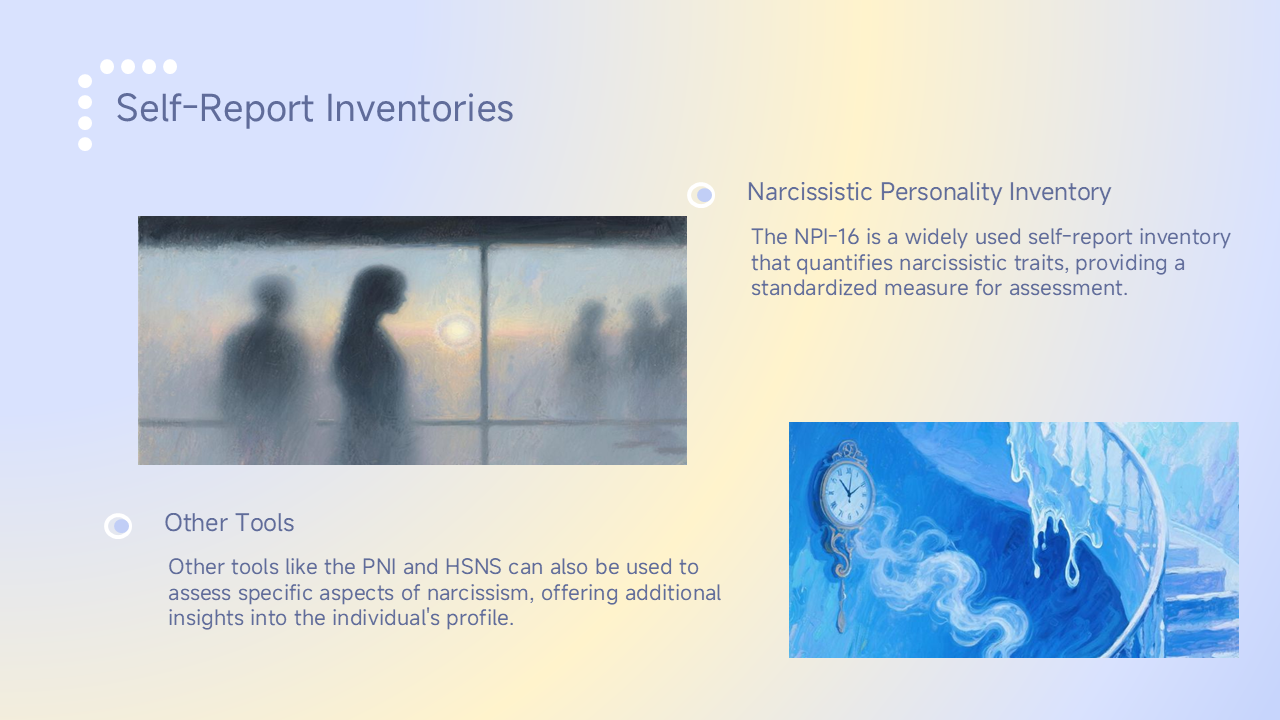 Self-Report Inventories
Narcissistic Personality Inventory
The NPI-16 is a widely used self-report inventory
that quantifies narcissistic traits, providing a
standardized measure for assessment.
Other Tools
Other tools like the PNI and HSNS can also be used to
assess specific aspects of narcissism, offering additional
insights into the individual's profile.